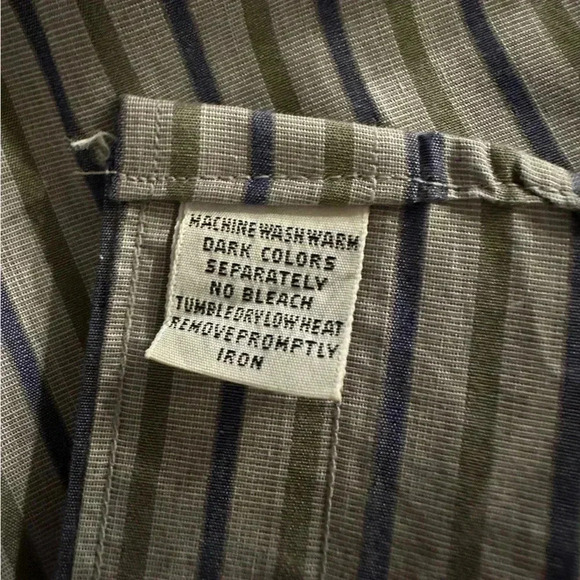 MACHINE WASH WARM
DARK COLORS
SEPARATELY
NO BLEACH
TUMBLE DRY LOW HEAT
REMOVE PROMPTLY
IRON